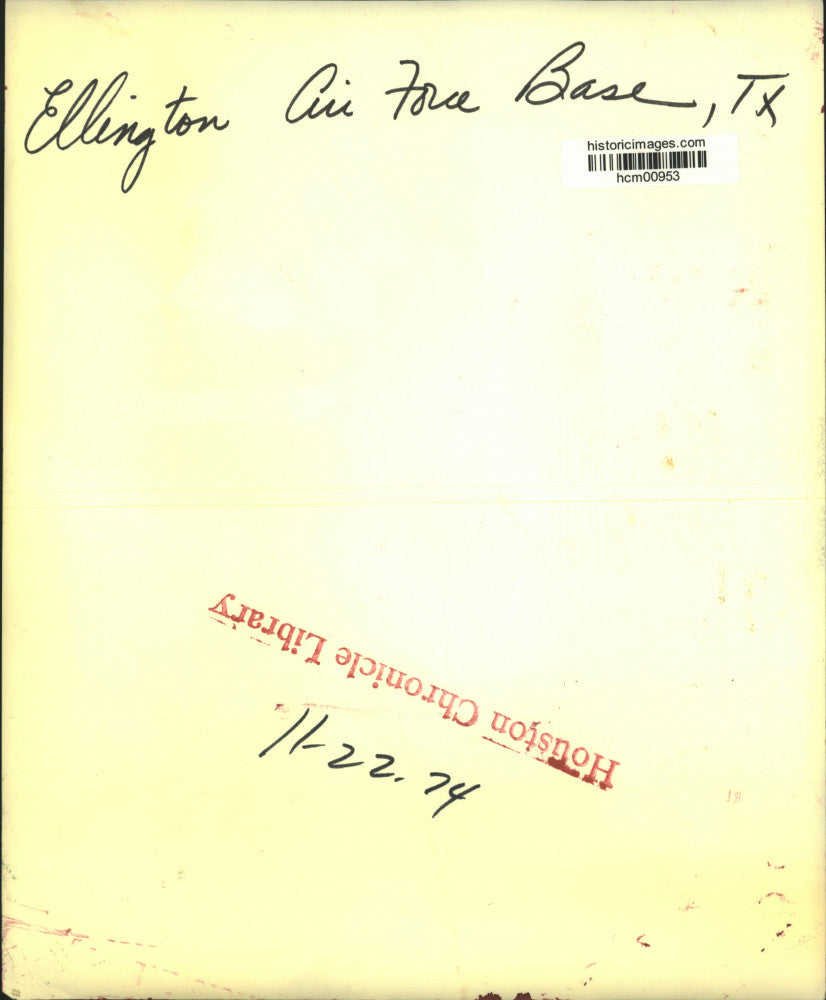 Ellington Air Force Base, TX
historicimages.com
hcm00953
Houston Chronicle Library
11-22.74